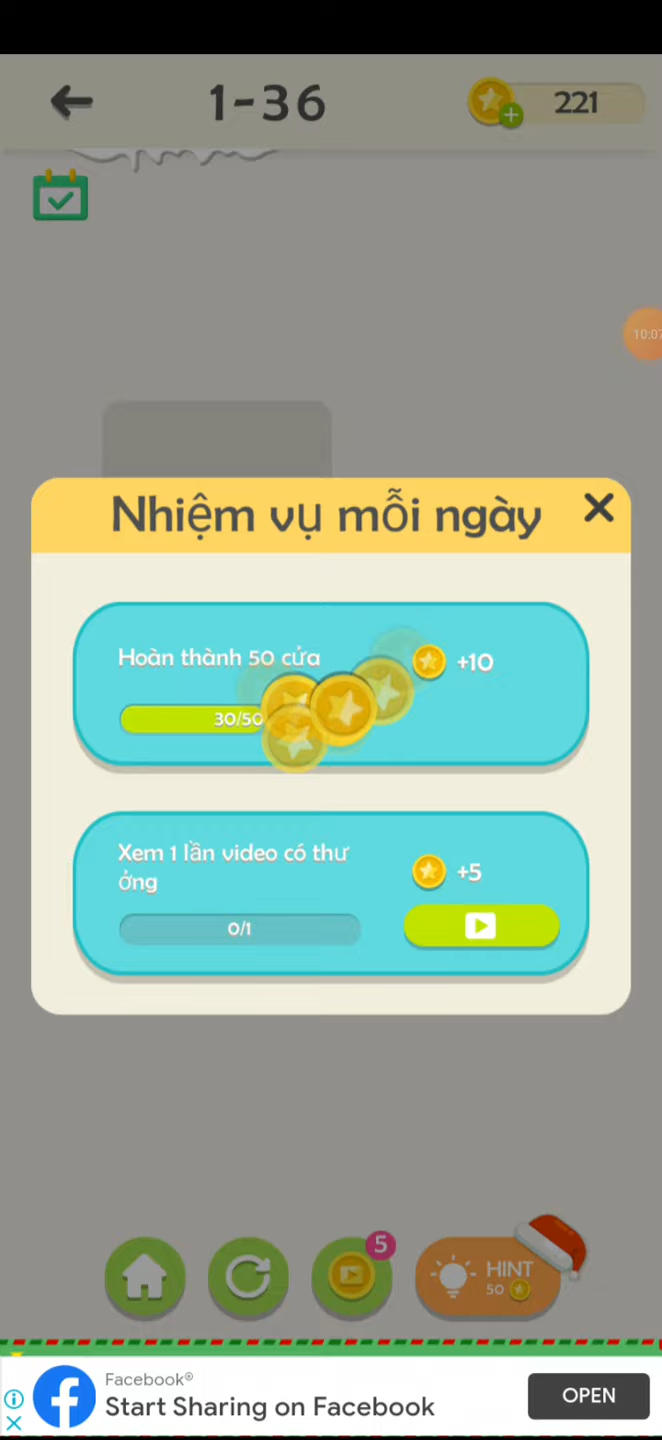 1-36
221
10:07
Nhiệm vụ mỗi ngày
Hoàn thành 50 cửa
+10
30/50
Xem 1 lần video có thư
ởng
+5
0/1
5
HINT
50
Facebook®
Start Sharing on Facebook
OPEN